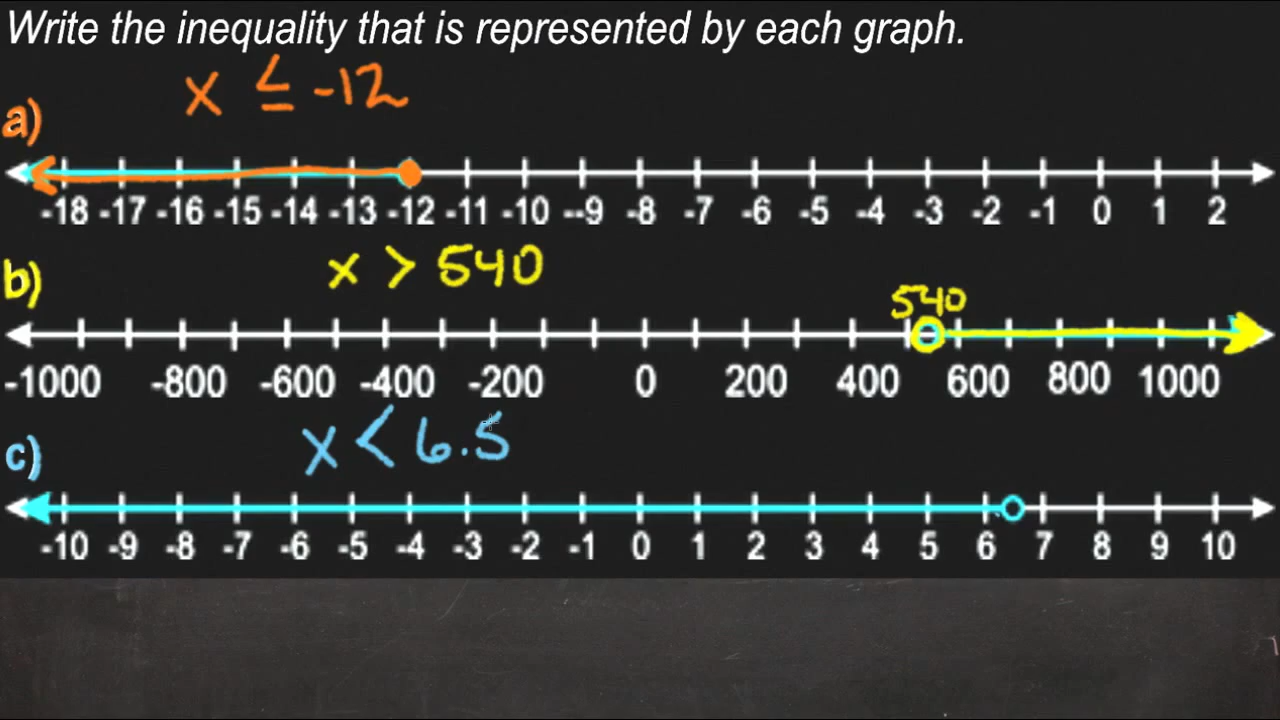 Write the inequality that is represented by each graph.
x ≤ -12
a)
-18 -17 -16 -15 -14 -13 -12 -11 -10 --9 -8 -7 -6 -5 -4 -3 -2 -1 0 1 2
x > 540
b)
540
-1000 -800 -600 -400 -200 0 200 400 600 800 1000
x < 6.5
c)
-10 -9 -8 -7 -6 -5 -4 -3 -2 -1 0 1 2 3 4 5 6 7 8 9 10